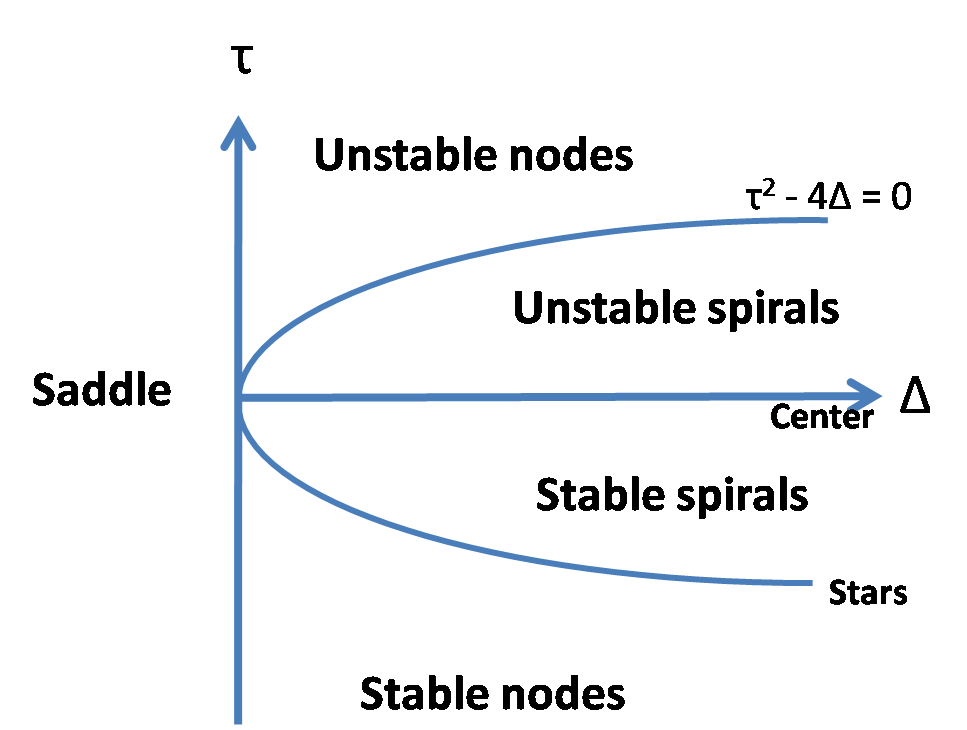 τ
Unstable nodes
τ² - 4Δ = 0
Unstable spirals
Saddle
Δ
Center
Stable spirals
Stars
Stable nodes